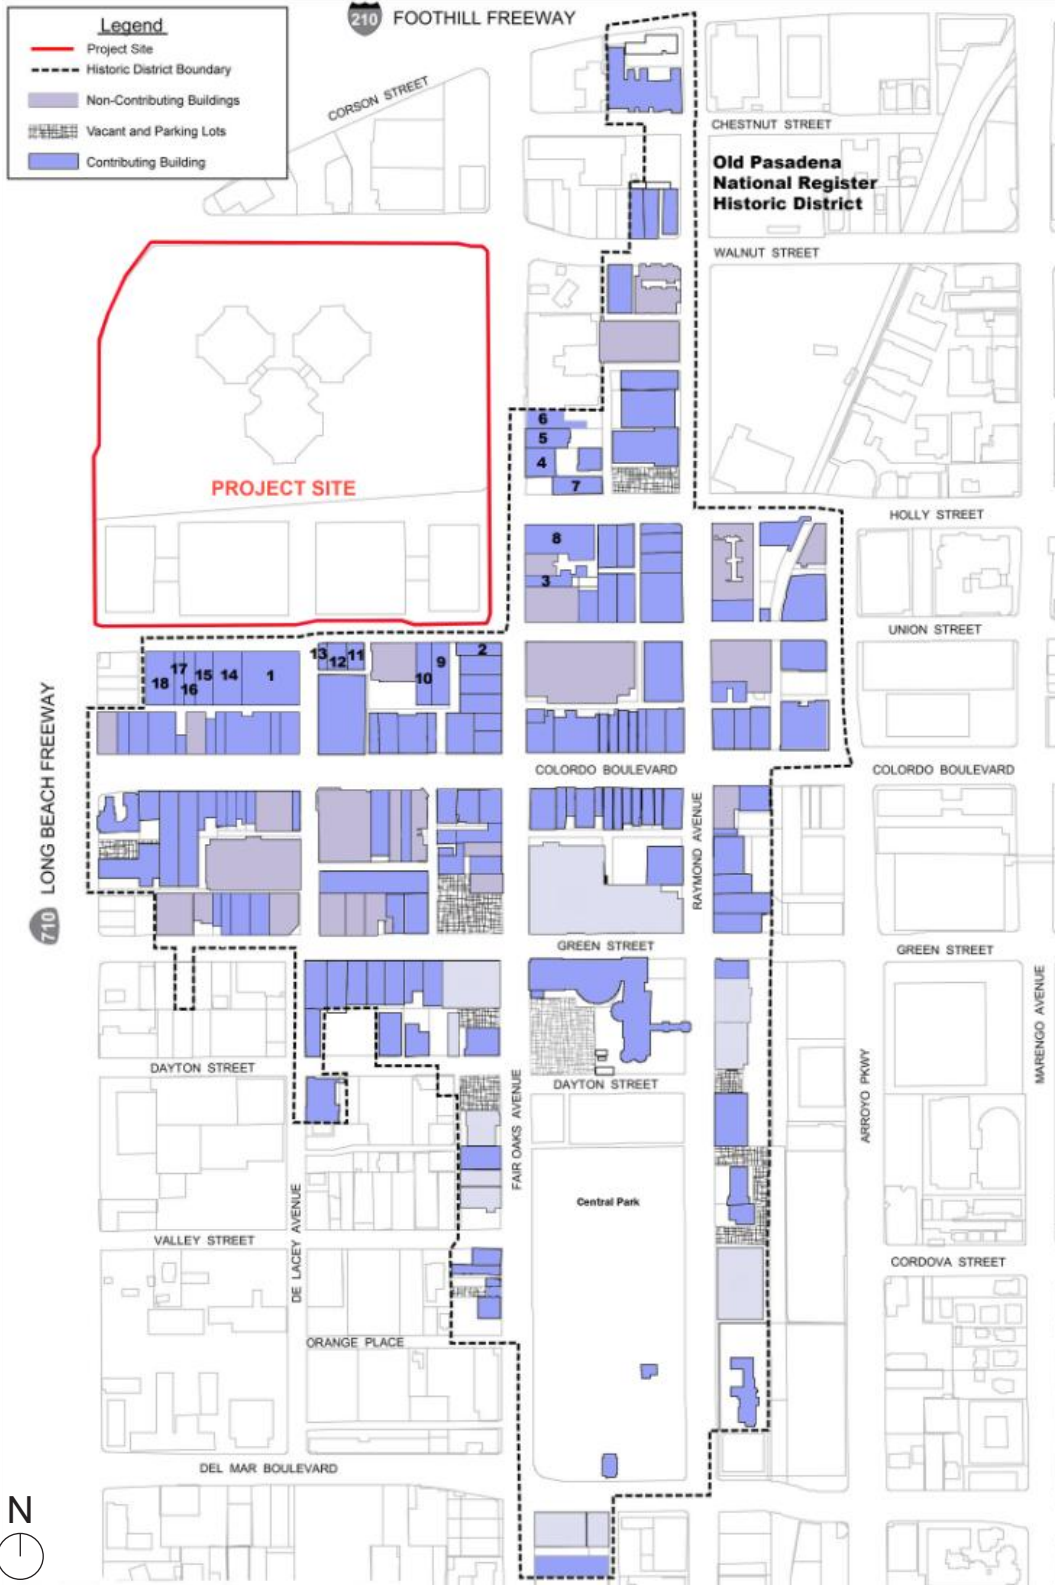 210 FOOTHILL FREEWAY
Legend
Project Site
Historic District Boundary
Non-Contributing Buildings
Vacant and Parking Lots
Contributing Building
CORSON STREET
CHESTNUT STREET
Old Pasadena
National Register
Historic District
WALNUT STREET
6
5
4
7
PROJECT SITE
HOLLY STREET
8
3
UNION STREET
13
12
11
2
9
10
17
18
16
15
14
1
LONG BEACH FREEWAY
710
COLORDO BOULEVARD
COLORDO BOULEVARD
RAYMOND AVENUE
GREEN STREET
GREEN STREET
MARENGO AVENUE
DAYTON STREET
DAYTON STREET
ARROYO PKWY
FAIR OAKS AVENUE
Central Park
DE LACEY AVENUE
VALLEY STREET
CORDOVA STREET
ORANGE PLACE
DEL MAR BOULEVARD
N